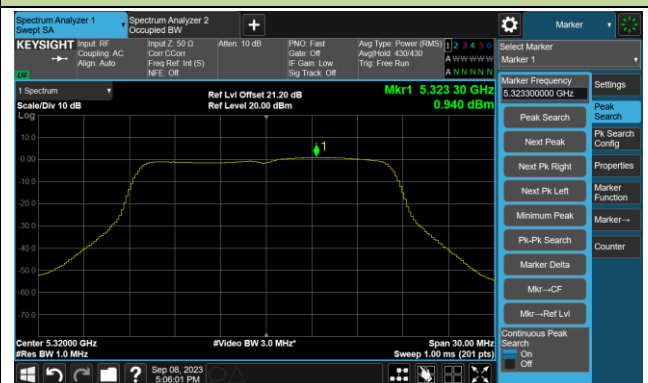 Spectrum Analyzer 1
Swept SA
Spectrum Analyzer 2
Occupied BW
+
Marker
KEYSIGHT
Input: RF
Coupling: AC
Align: Auto
Input Z: 50 Ω
Corr CCorr
Freq Ref: Int (S)
NFE: Off
Atten: 10 dB
PNO: Fast
Gate: Off
IF Gain: Low
Sig Track: Off
Avg Type: Power (RMS)
Avg|Hold: 430/430
Trig: Free Run
1 2 3 4 5 6
A W W W W W
A N N N N N
Select Marker
Marker 1
LXI
1 Spectrum
Scale/Div 10 dB
Log
Ref Lvl Offset 21.20 dB
Ref Level 20.00 dBm
Mkr1 5.323 30 GHz
0.940 dBm
10.0
0.00
-10.0
-20.0
-30.0
-40.0
-50.0
-60.0
-70.0
1
Center 5.32000 GHz
#Res BW 1.0 MHz
#Video BW 3.0 MHz*
Span 30.00 MHz
Sweep 1.00 ms (201 pts)
Marker Frequency
5.323300000 GHz
Peak Search
Next Peak
Next Pk Right
Next Pk Left
Minimum Peak
Pk-Pk Search
Marker Delta
Mkr→CF
Mkr→Ref Lvl
Continuous Peak
Search
On
Off
Settings
Peak
Search
Pk Search
Config
Properties
Marker
Function
Marker→
Counter
?
Sep 08, 2023
5:06:01 PM